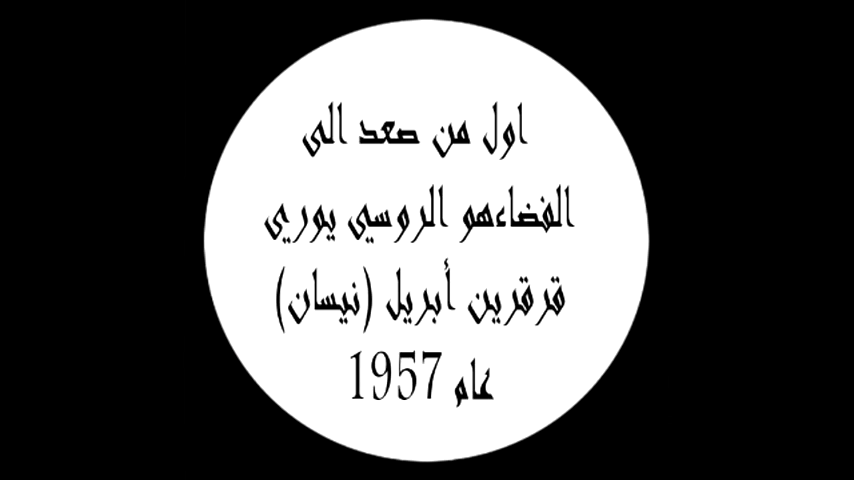 اول من صعد الى
الفضاءهو الروسي يوري
قرقرين أبريل (نيسان)
عام 1957